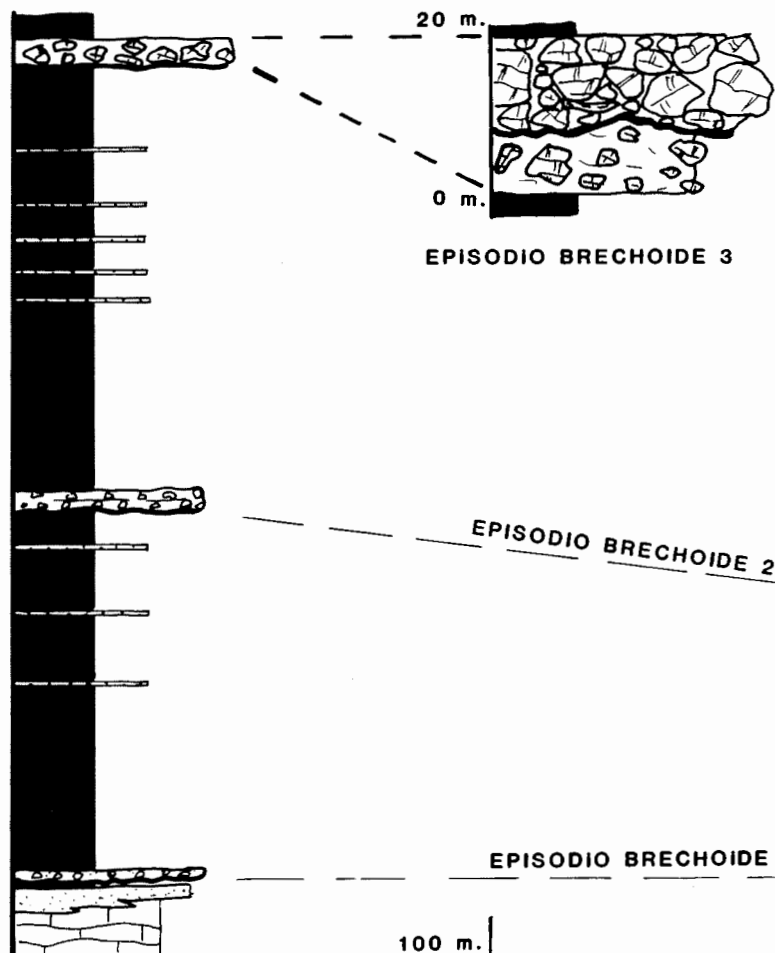 20 m.
0 m.
EPISODIO BRECHOIDE 3
EPISODIO BRECHOIDE 2
EPISODIO BRECHOIDE
100 m.